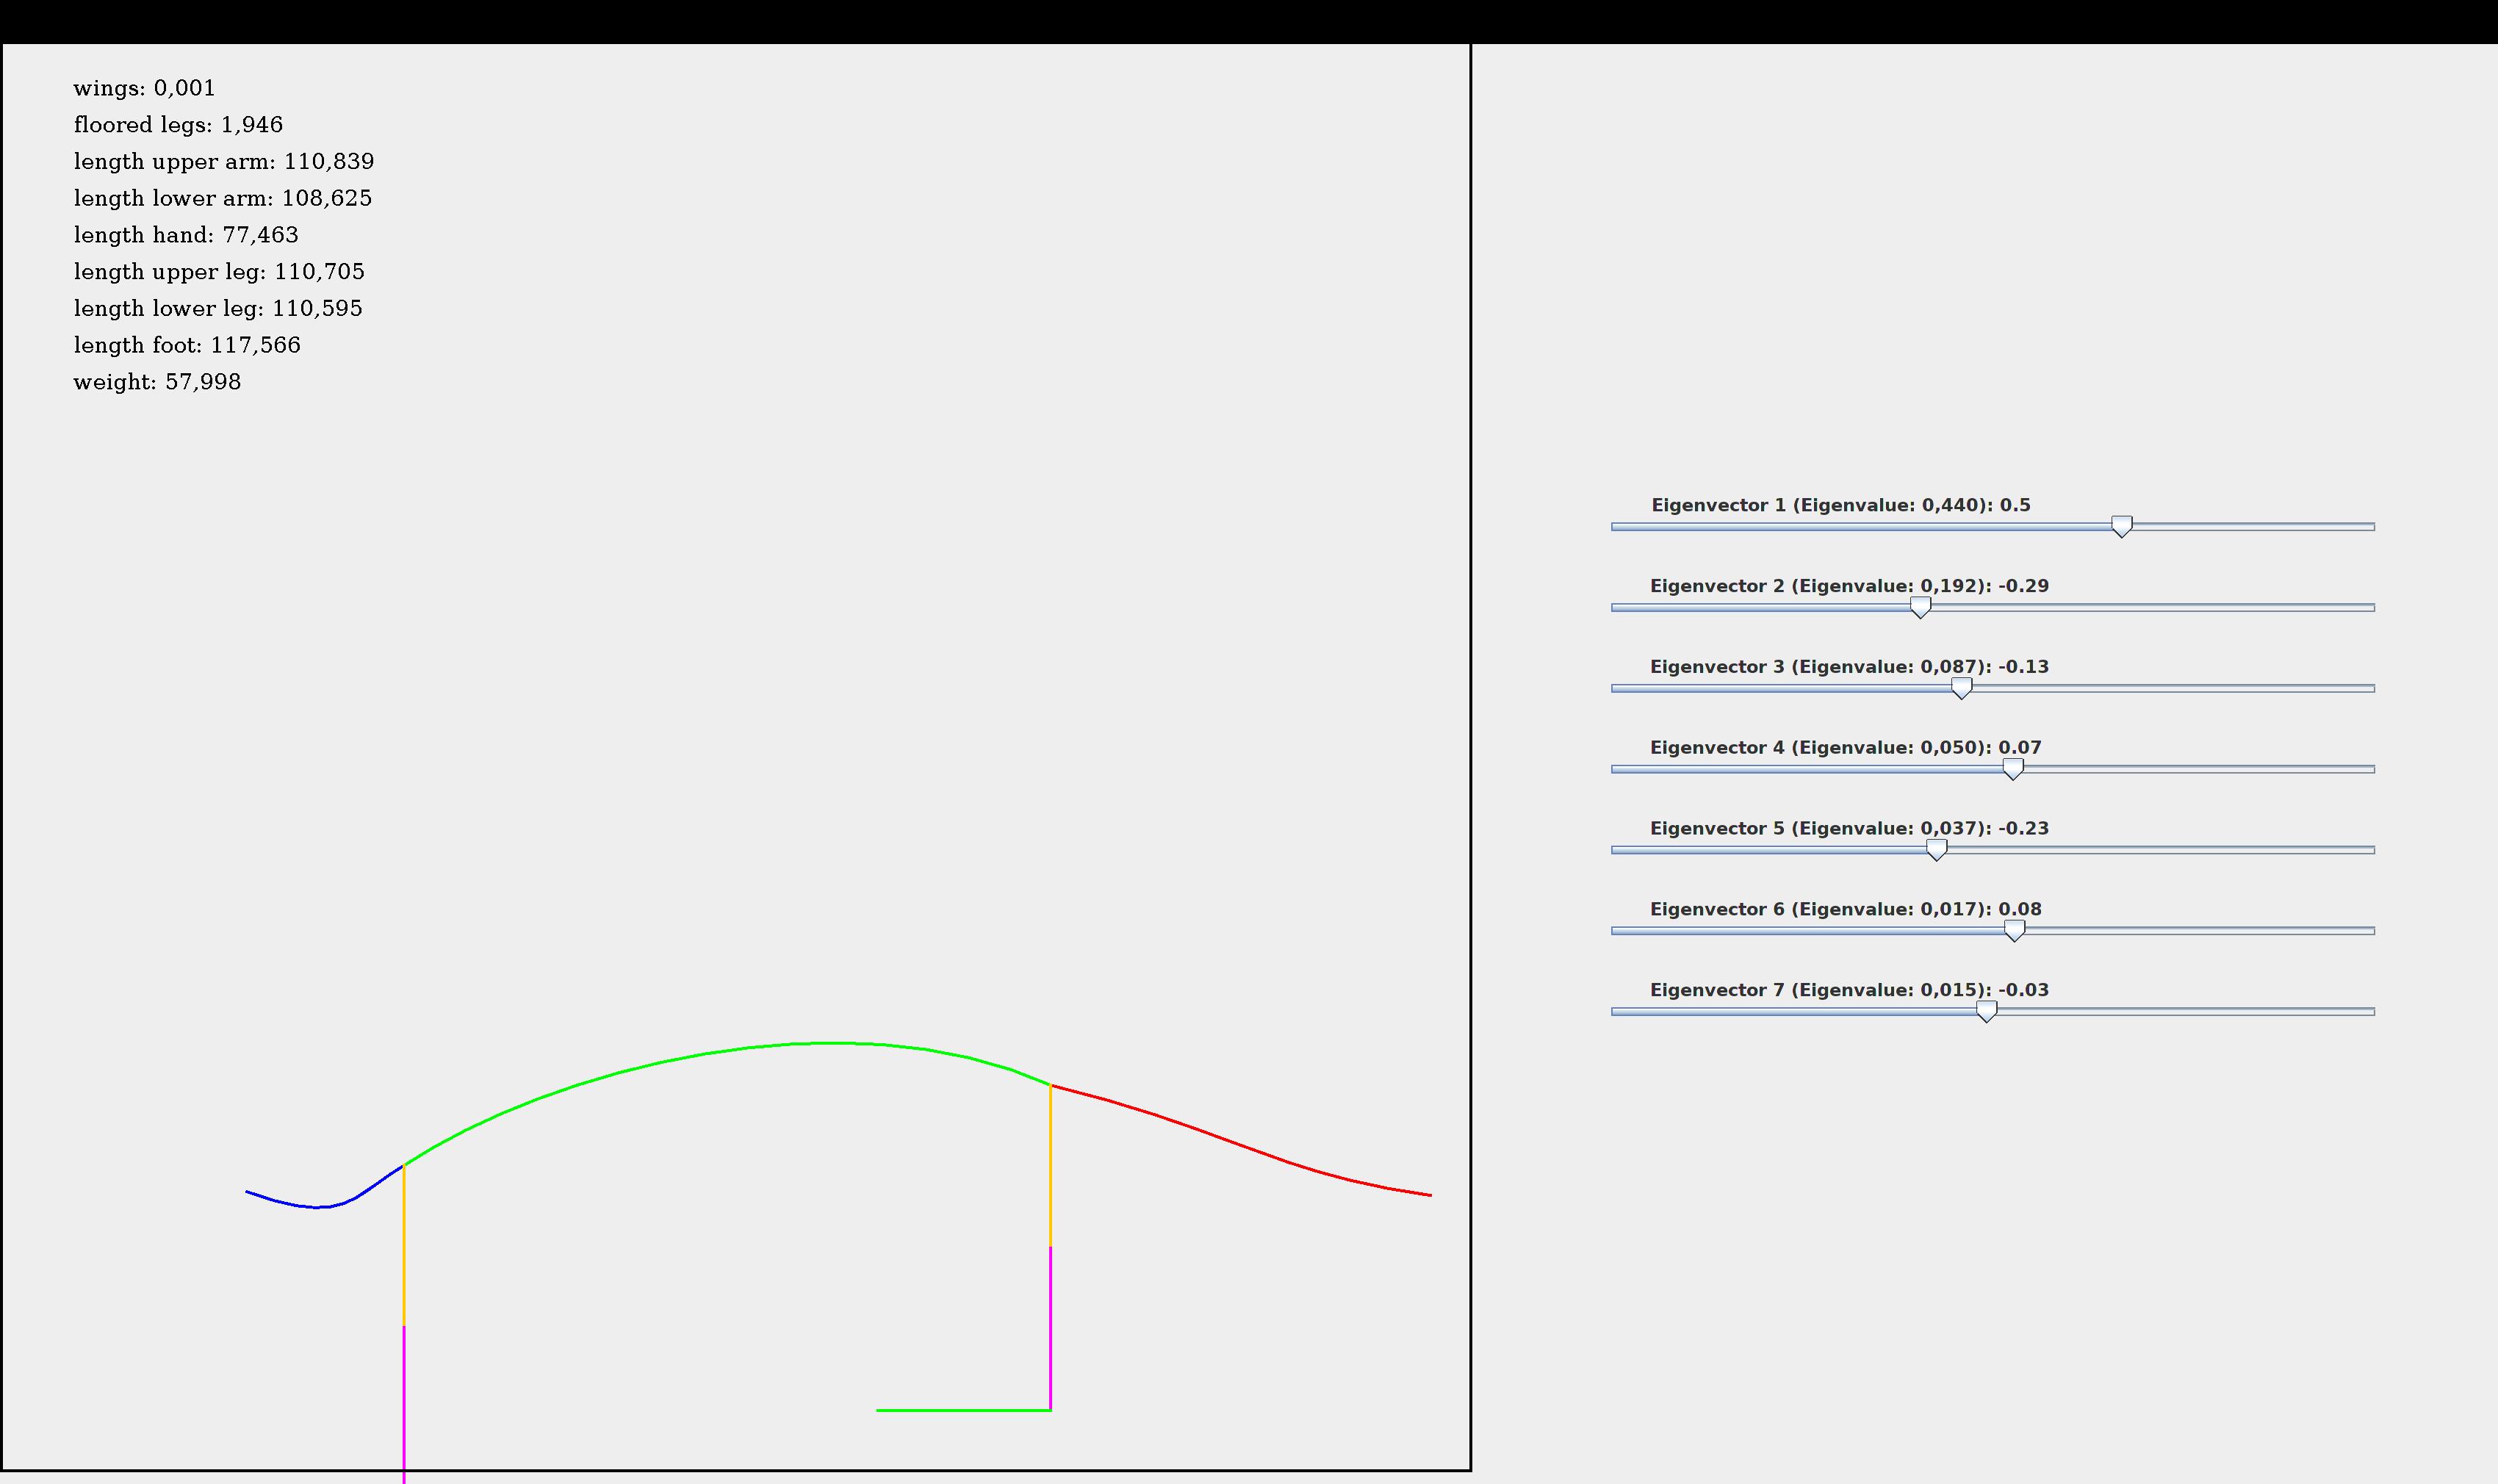 wings: 0,001
floored legs: 1,946
length upper arm: 110,839
length lower arm: 108,625
length hand: 77,463
length upper leg: 110,705
length lower leg: 110,595
length foot: 117,566
weight: 57,998
Eigenvector 1 (Eigenvalue: 0,440): 0.5
Eigenvector 2 (Eigenvalue: 0,192): -0.29
Eigenvector 3 (Eigenvalue: 0,087): -0.13
Eigenvector 4 (Eigenvalue: 0,050): 0.07
Eigenvector 5 (Eigenvalue: 0,037): -0.23
Eigenvector 6 (Eigenvalue: 0,017): 0.08
Eigenvector 7 (Eigenvalue: 0,015): -0.03